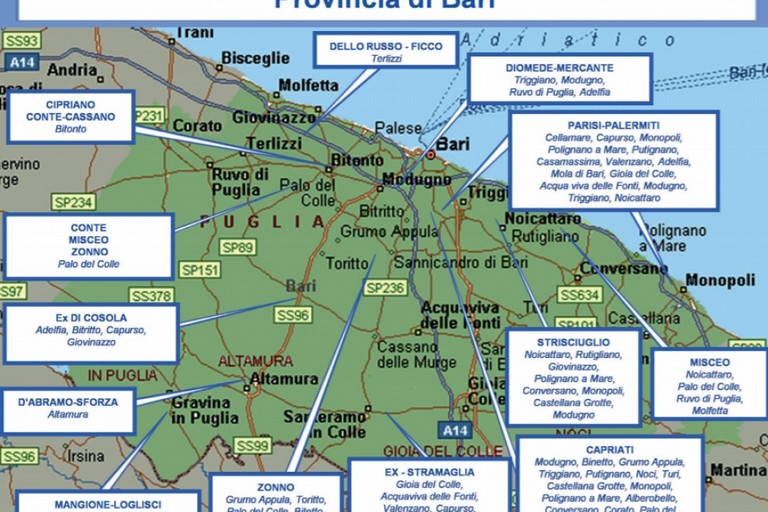 Provincia di Bari
SS93
A14
Trani
Bisceglie
Andria
Molfetta
DELLO RUSSO - FICCO
Terlizzi
Adriatico
DIOMEDE-MERCANTE
Triggiano, Modugno,
Ruvo di Puglia, Adelfia
CIPRIANO
CONTE-CASSANO
Bitonto
P231
Corato
Giovinazzo
Terlizzi
Palese
Bari
PARISI-PALERMITI
Cellamare, Capurso, Monopoli,
Polignano a Mare, Putignano,
Casamassima, Valenzano, Adelfia,
Mola di Bari, Gioia del Colle,
Acqua viva delle Fonti, Modugno,
Triggiano, Noicattaro
ervino
rge
Ruvo di
Puglia
Bitonto
Modugno
Triggi
Palo del
Colle
SP234
PUGLIA
Bitritto
Grumo Appula
Noicattaro
Rutigliano
Polignano
a Mare
CONTE
MISCEO
ZONNO
Palo del Colle
SP89
SP151
Toritto
Sannicandro di Bari
Conversano
Monopoli
S97
SS378
Bari
SP236
SS634
SS96
Acquaviva
delle Fonti
Turi
SP101
Castellana
Ex DI COSOLA
Adelfia, Bitritto, Capurso,
Giovinazzo
STRISCIUGLIO
Noicattaro, Rutigliano,
Giovinazzo,
Polignano a Mare,
Conversano, Monopoli,
Castellana Grotte,
Modugno
MISCEO
Noicattaro,
Palo del Colle,
Ruvo di Puglia,
Molfetta
Cassano
delle Murge
IN PUGLIA
ALTAMURA
Altamura
D'ABRAMO-SFORZA
Altamura
Gravina
in Puglia
Santeramo
in Colle
Gioia
Colle
A14
NOCI
GIOIA DEL COLLE
SS96
Irsina
SS99
Martina
CAPRIATI
Modugno, Binetto, Grumo Appula,
Triggiano, Putignano, Noci, Turi,
Castellana Grotte, Monopoli,
Polignano a Mare, Alberobello,
Conversano, Corato, Palo del
EX - STRAMAGLIA
Gioia del Colle,
Acquaviva delle Fonti,
Valenzano, Capurso,
ZONNO
Grumo Appula, Toritto,
Palo del Colle, Bitetto
MANGIONE-LOGLISCI